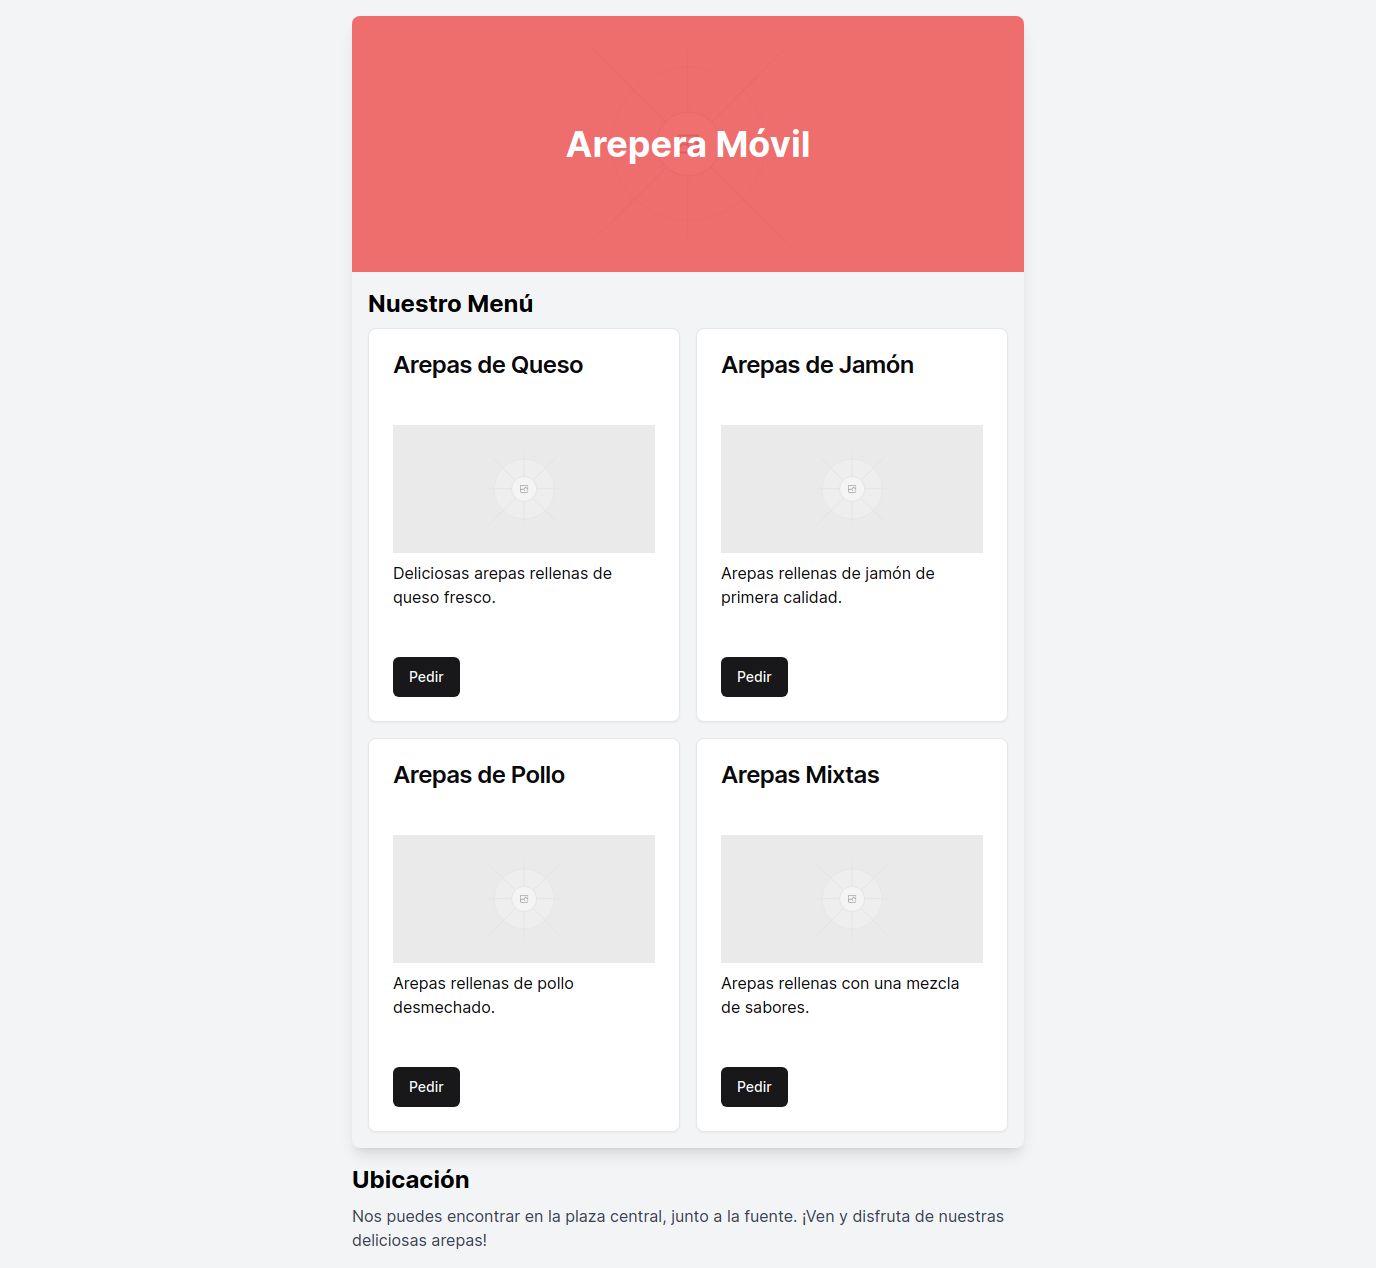 Arepera Móvil
Nuestro Menú
Arepas de Queso
Deliciosas arepas rellenas de
queso fresco.
Pedir
Arepas de Jamón
Arepas rellenas de jamón de
primera calidad.
Pedir
Arepas de Pollo
Arepas rellenas de pollo
desmechado.
Pedir
Arepas Mixtas
Arepas rellenas con una mezcla
de sabores.
Pedir
Ubicación
Nos puedes encontrar en la plaza central, junto a la fuente. ¡Ven y disfruta de nuestras
deliciosas arepas!